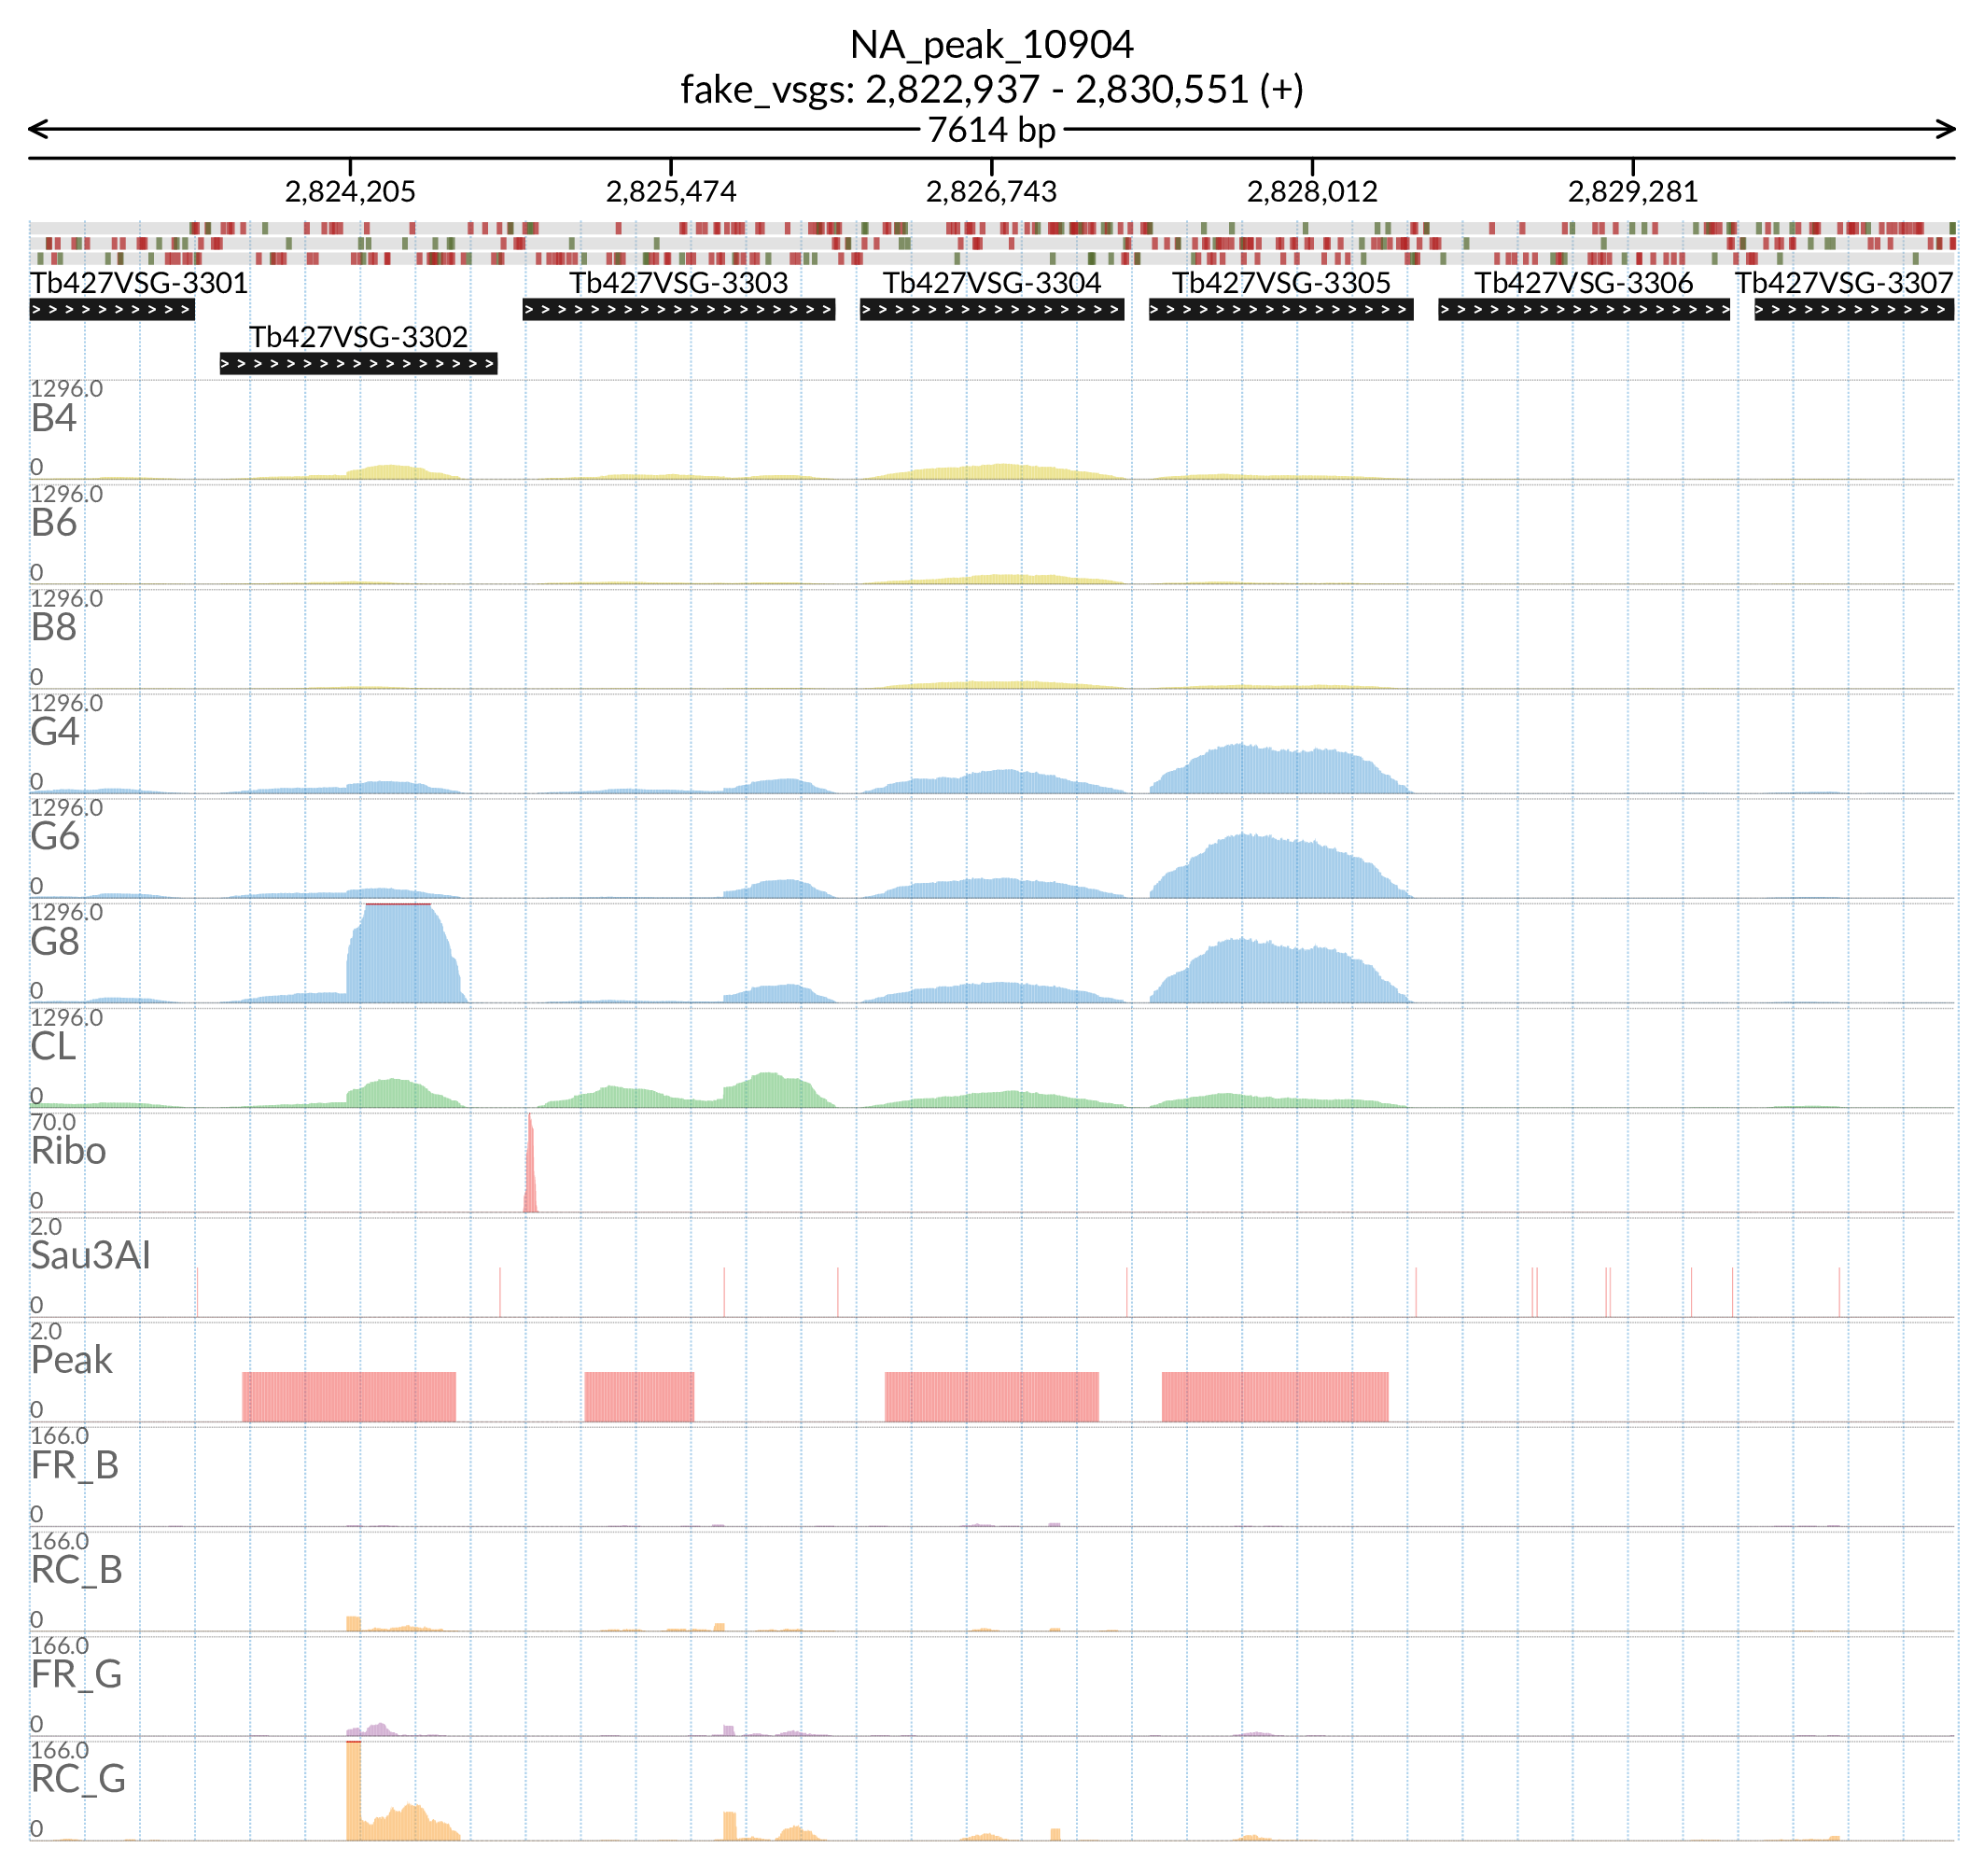 NA_peak_10904
fake_vsgs: 2,822,937 - 2,830,551 (+)
7614 bp
2,824,205 2,825,474 2,826,743 2,828,012 2,829,281
Tb427VSG-3301 Tb427VSG-3303 Tb427VSG-3304 Tb427VSG-3305 Tb427VSG-3306 Tb427VSG-3307
Tb427VSG-3302
1296.0
B4
0
1296.0
B6
0
1296.0
B8
0
1296.0
G4
0
1296.0
G6
0
1296.0
G8
0
1296.0
CL
0
70.0
Ribo
0
2.0
Sau3AI
0
2.0
Peak
0
166.0
FR_B
0
166.0
RC_B
0
166.0
FR_G
0
166.0
RC_G
0